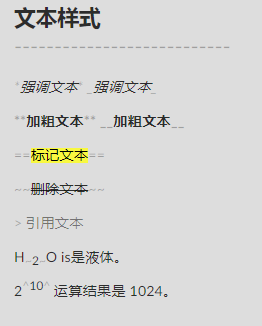 文本样式
---------------------------
*强调文本* _强调文本_
**加粗文本** __加粗文本__
==标记文本==
~~删除文本~~
> 引用文本
H~2~O is是液体。
2^10^ 运算结果是 1024。